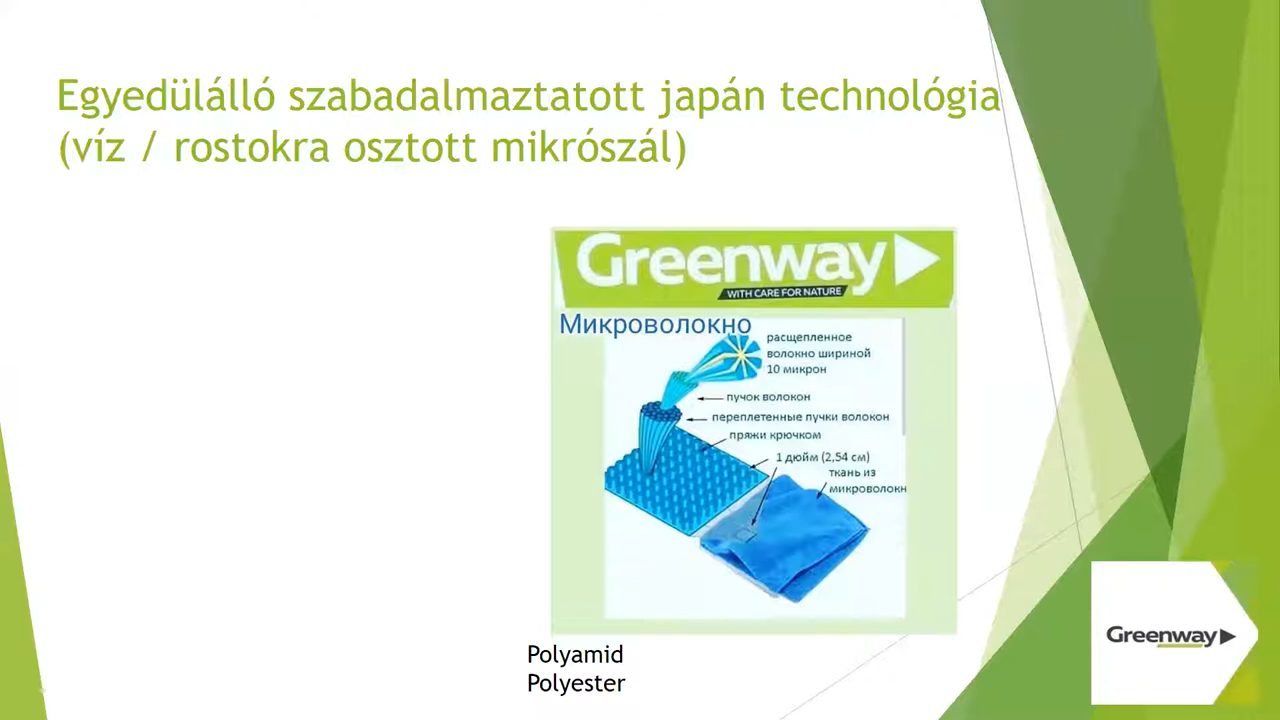 Egyedülálló szabadalmaztatott japán technológia
(víz / rostokra osztott mikrószál)
Greenway
WITH CARE FOR NATURE
Микроволокно
расщепленное
волокно шириной
10 микрон
пучок волокон
переплетенные пучки волокон
пряжи крючком
1 дюйм (2,54 см)
ткань из
микроволокн
Polyamid
Polyester
Greenway